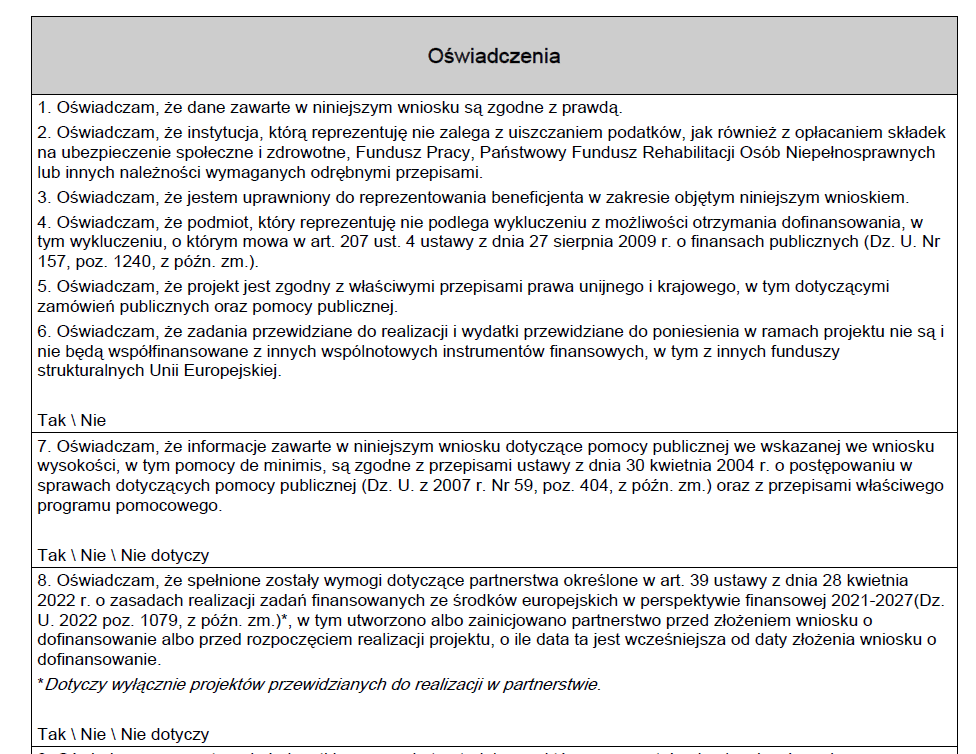 Oświadczenia
1. Oświadczam, że dane zawarte w niniejszym wniosku są zgodne z prawdą.
2. Oświadczam, że instytucja, którą reprezentuję nie zalega z uiszczaniem podatków, jak również z opłacaniem składek
na ubezpieczenie społeczne i zdrowotne, Fundusz Pracy, Państwowy Fundusz Rehabilitacji Osób Niepełnosprawnych
lub innych należności wymaganych odrębnymi przepisami.
3. Oświadczam, że jestem uprawniony do reprezentowania beneficjenta w zakresie objętym niniejszym wnioskiem.
4. Oświadczam, że podmiot, który reprezentuję nie podlega wykluczeniu z możliwości otrzymania dofinansowania, w
tym wykluczeniu, o którym mowa w art. 207 ust. 4 ustawy z dnia 27 sierpnia 2009 r. o finansach publicznych (Dz. U. Nr
157, poz. 1240, z późn. zm.).
5. Oświadczam, że projekt jest zgodny z właściwymi przepisami prawa unijnego i krajowego, w tym dotyczącymi
zamówień publicznych oraz pomocy publicznej.
6. Oświadczam, że zadania przewidziane do realizacji i wydatki przewidziane do poniesienia w ramach projektu nie są i
nie będą współfinansowane z innych wspólnotowych instrumentów finansowych, w tym z innych funduszy
strukturalnych Unii Europejskiej.
Tak \ Nie
7. Oświadczam, że informacje zawarte w niniejszym wniosku dotyczące pomocy publicznej we wskazanej we wniosku
wysokości, w tym pomocy de minimis, są zgodne z przepisami ustawy z dnia 30 kwietnia 2004 r. o postępowaniu w
sprawach dotyczących pomocy publicznej (Dz. U. z 2007 r. Nr 59, poz. 404, z późn. zm.) oraz z przepisami właściwego
programu pomocowego.
Tak \ Nie \ Nie dotyczy
8. Oświadczam, że spełnione zostały wymogi dotyczące partnerstwa określone w art. 39 ustawy z dnia 28 kwietnia
2022 r. o zasadach realizacji zadań finansowanych ze środków europejskich w perspektywie finansowej 2021-2027(Dz.
U. 2022 poz. 1079, z późn. zm.)*, w tym utworzono albo zainicjowano partnerstwo przed złożeniem wniosku o
dofinansowanie albo przed rozpoczęciem realizacji projektu, o ile data ta jest wcześniejsza od daty złożenia wniosku o
dofinansowanie.
*Dotyczy wyłącznie projektów przewidzianych do realizacji w partnerstwie.
Tak \ Nie \ Nie dotyczy